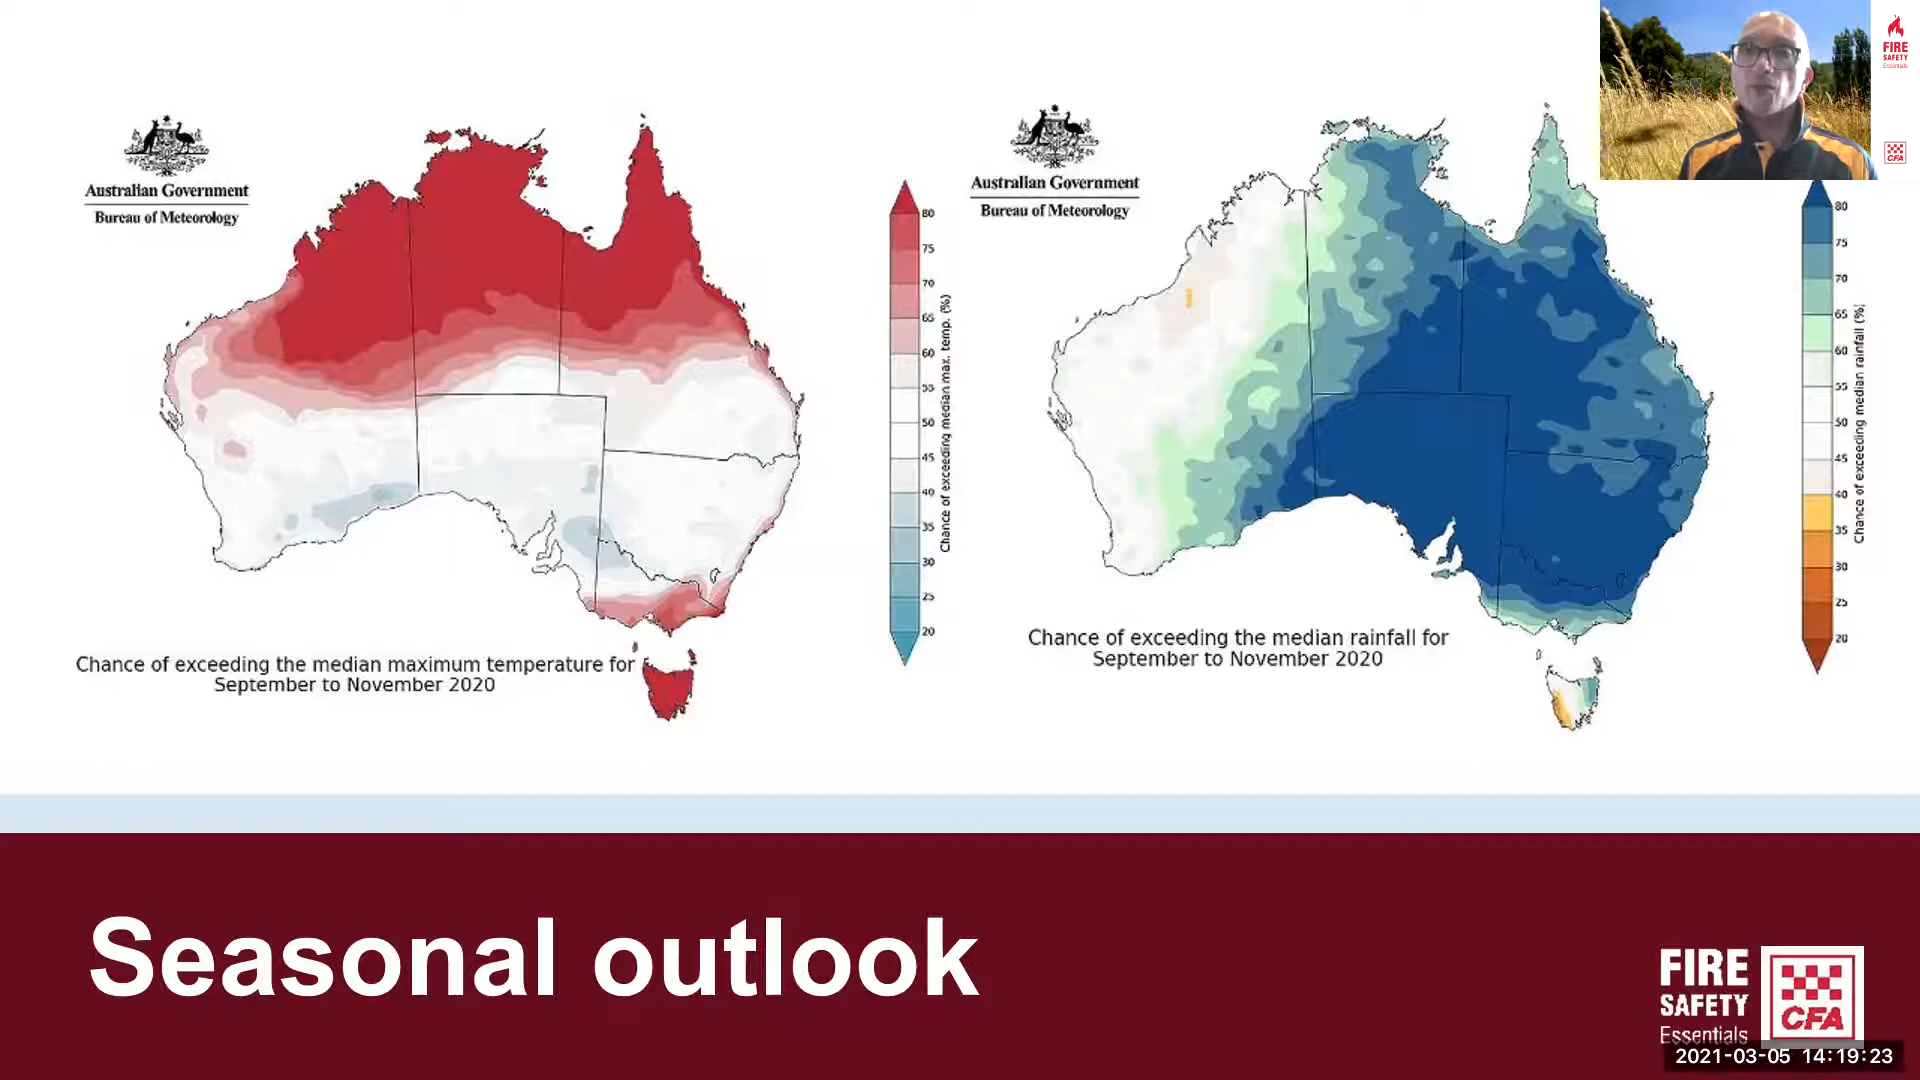 Australian Government
Bureau of Meteorology
80
75
70
65
60
55
50
45
40
35
30
25
20
Chance of exceeding median max. temp. (%)
Chance of exceeding the median maximum temperature for
September to November 2020
Australian Government
Bureau of Meteorology
80
75
70
65
60
55
50
45
40
35
30
25
20
Chance of exceeding median rainfall (%)
Chance of exceeding the median rainfall for
September to November 2020
FIRE
SAFETY
Essentials
CFA
Seasonal outlook
FIRE
SAFETY
Essentials
CFA
2021-03-05 14:19:23